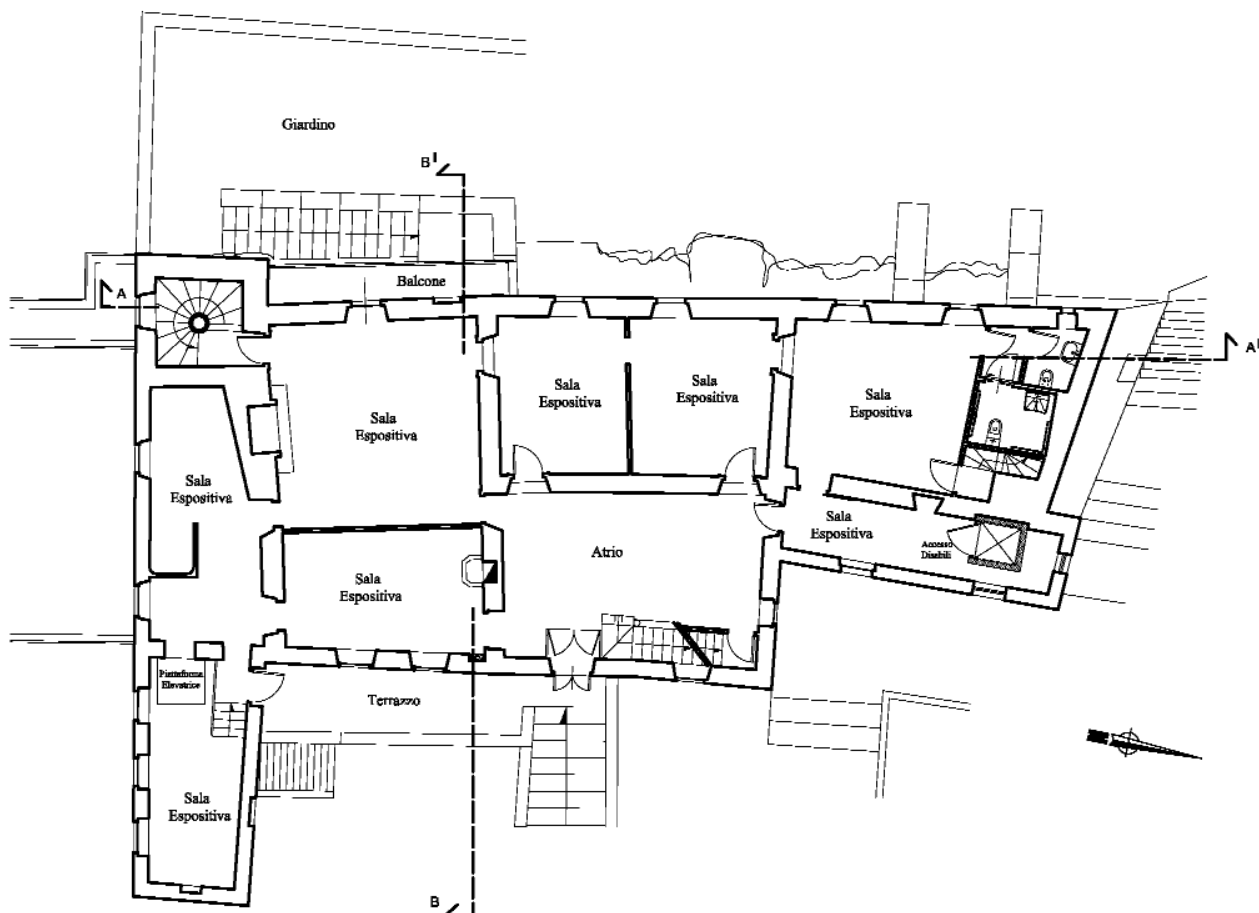 Giardino
B'
Balcone
A
A'
Sala
Espositiva
Sala
Espositiva
Sala
Espositiva
Sala
Espositiva
Sala
Espositiva
Sala
Espositiva
Accesso
Disabili
Atrio
Sala
Espositiva
Piattaforma
Elevatrice
Terrazzo
Sala
Espositiva
B